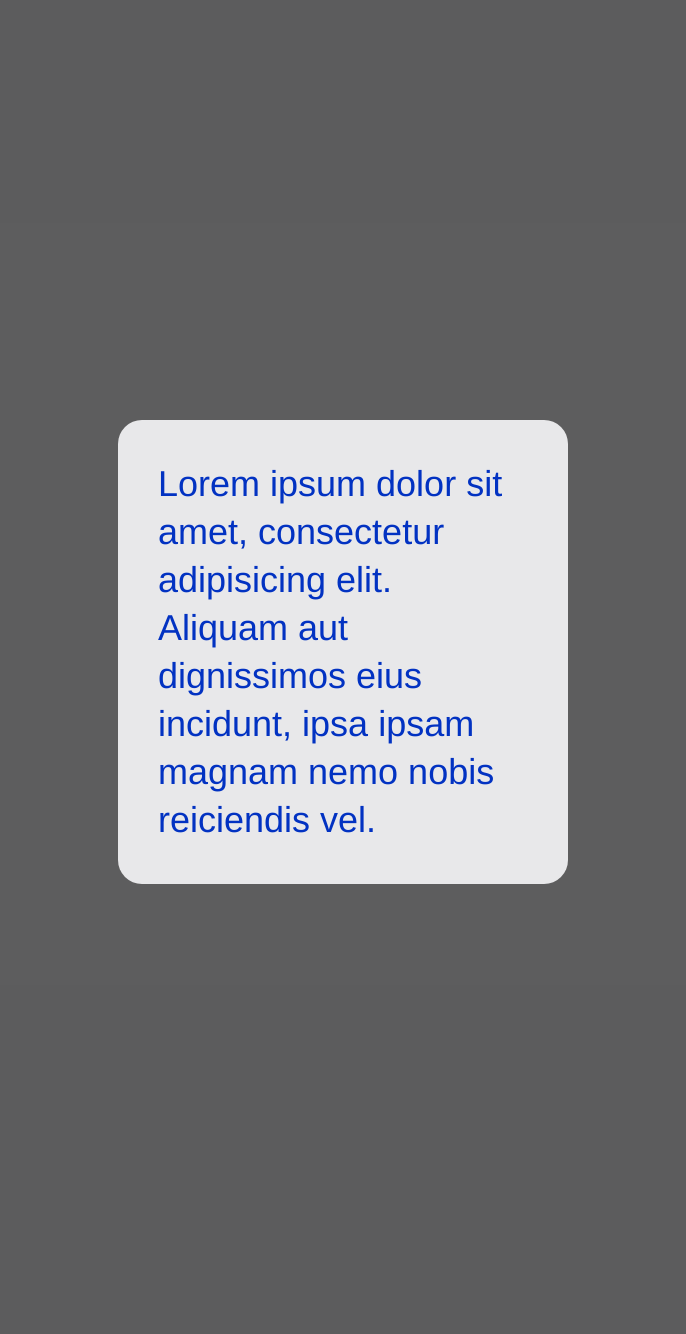 Lorem ipsum dolor sit
amet, consectetur
adipisicing elit.
Aliquam aut
dignissimos eius
incidunt, ipsa ipsam
magnam nemo nobis
reiciendis vel.